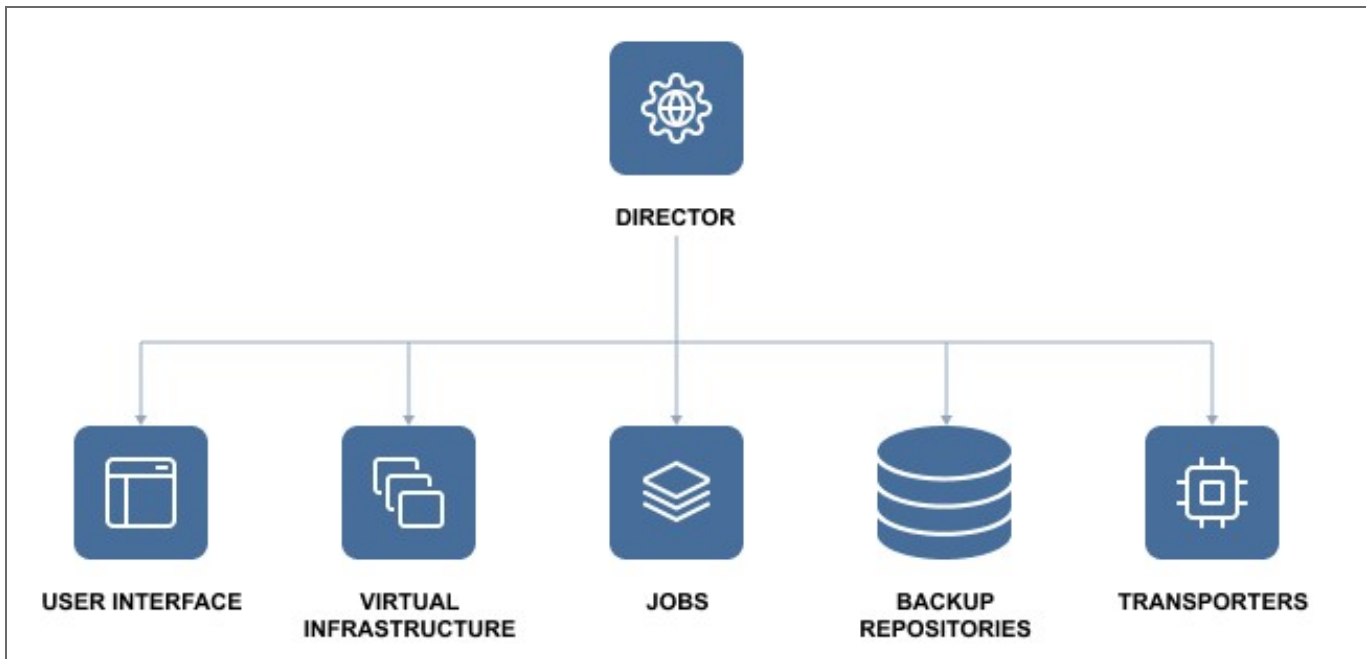 DIRECTOR
USER INTERFACE
VIRTUAL
INFRASTRUCTURE
JOBS
BACKUP
REPOSITORIES
TRANSPORTERS